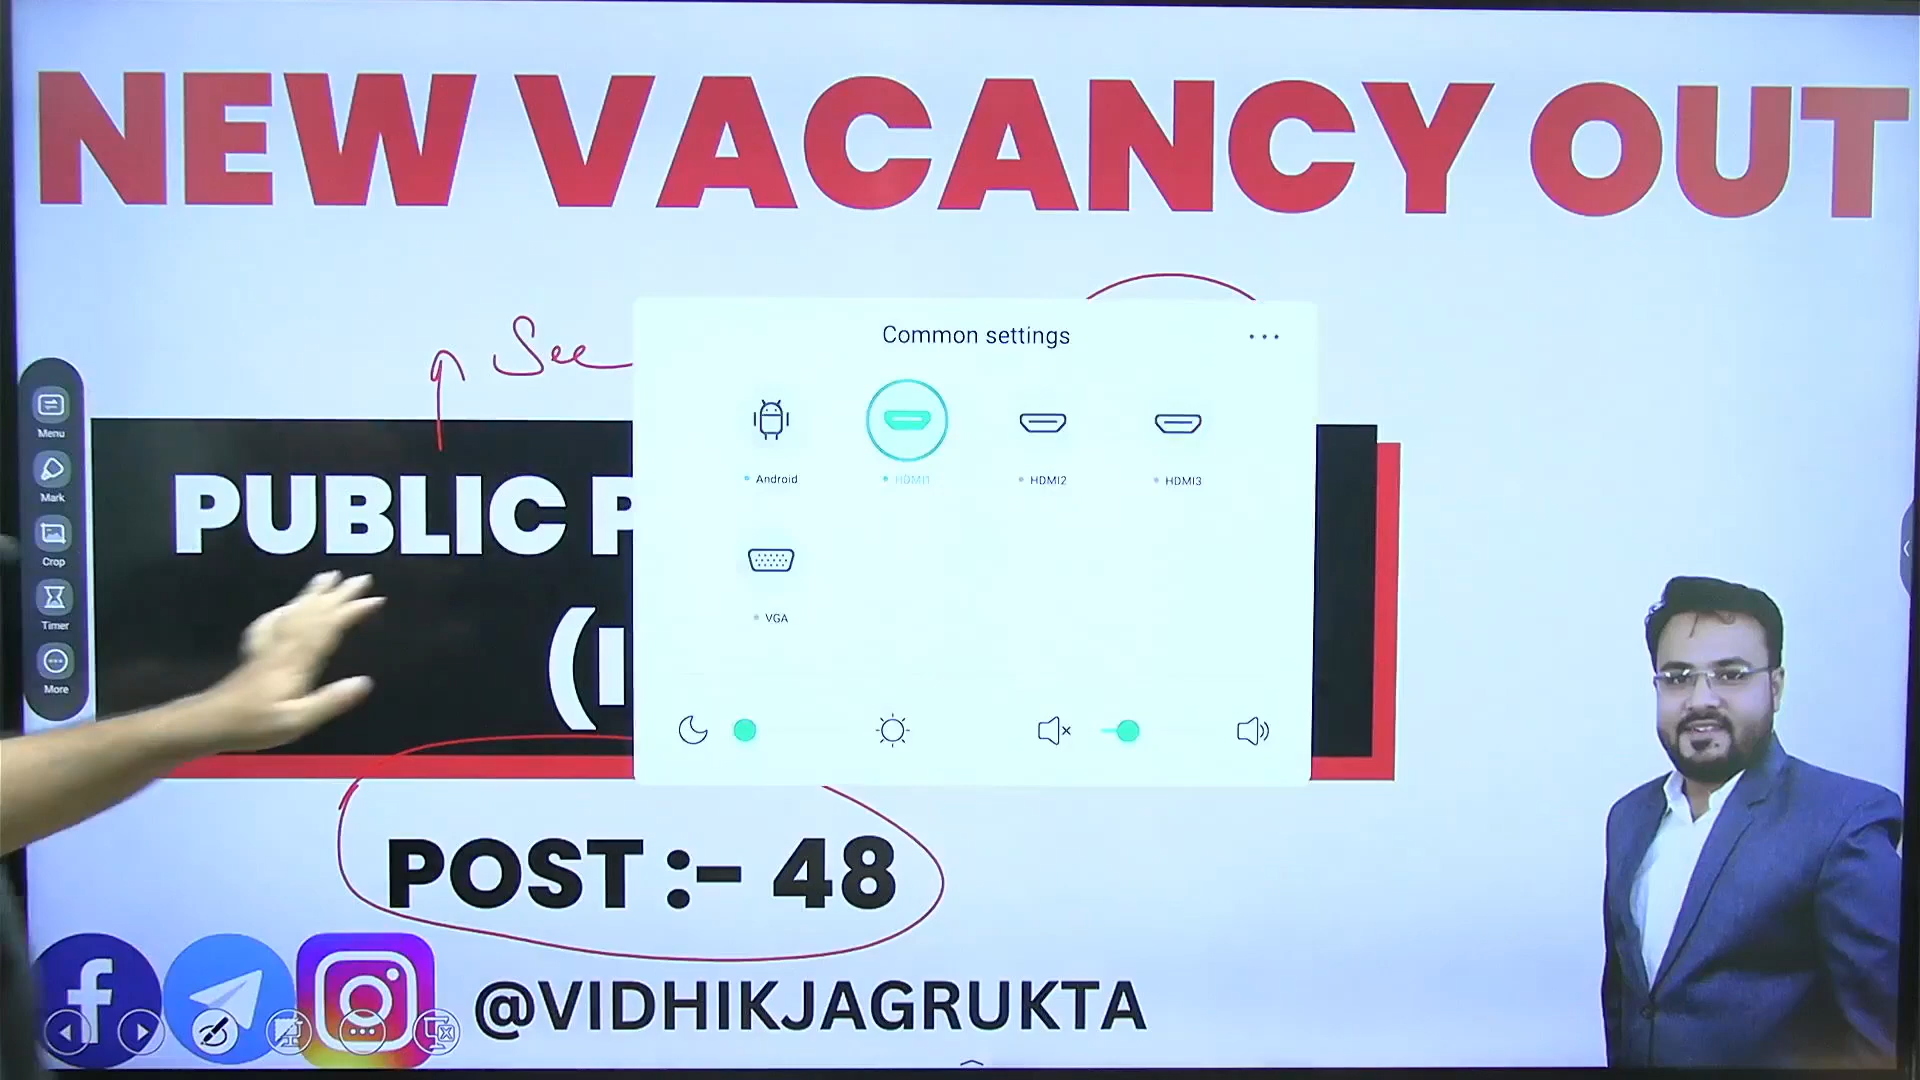 NEW VACANCY OUT
See
Common settings
Android
HDMI1
HDMI2
HDMI3
VGA
Menu
Mark
Crop
Timer
More
PUBLIC P
(I
POST :- 48
@VIDHIKJAGRUKTA